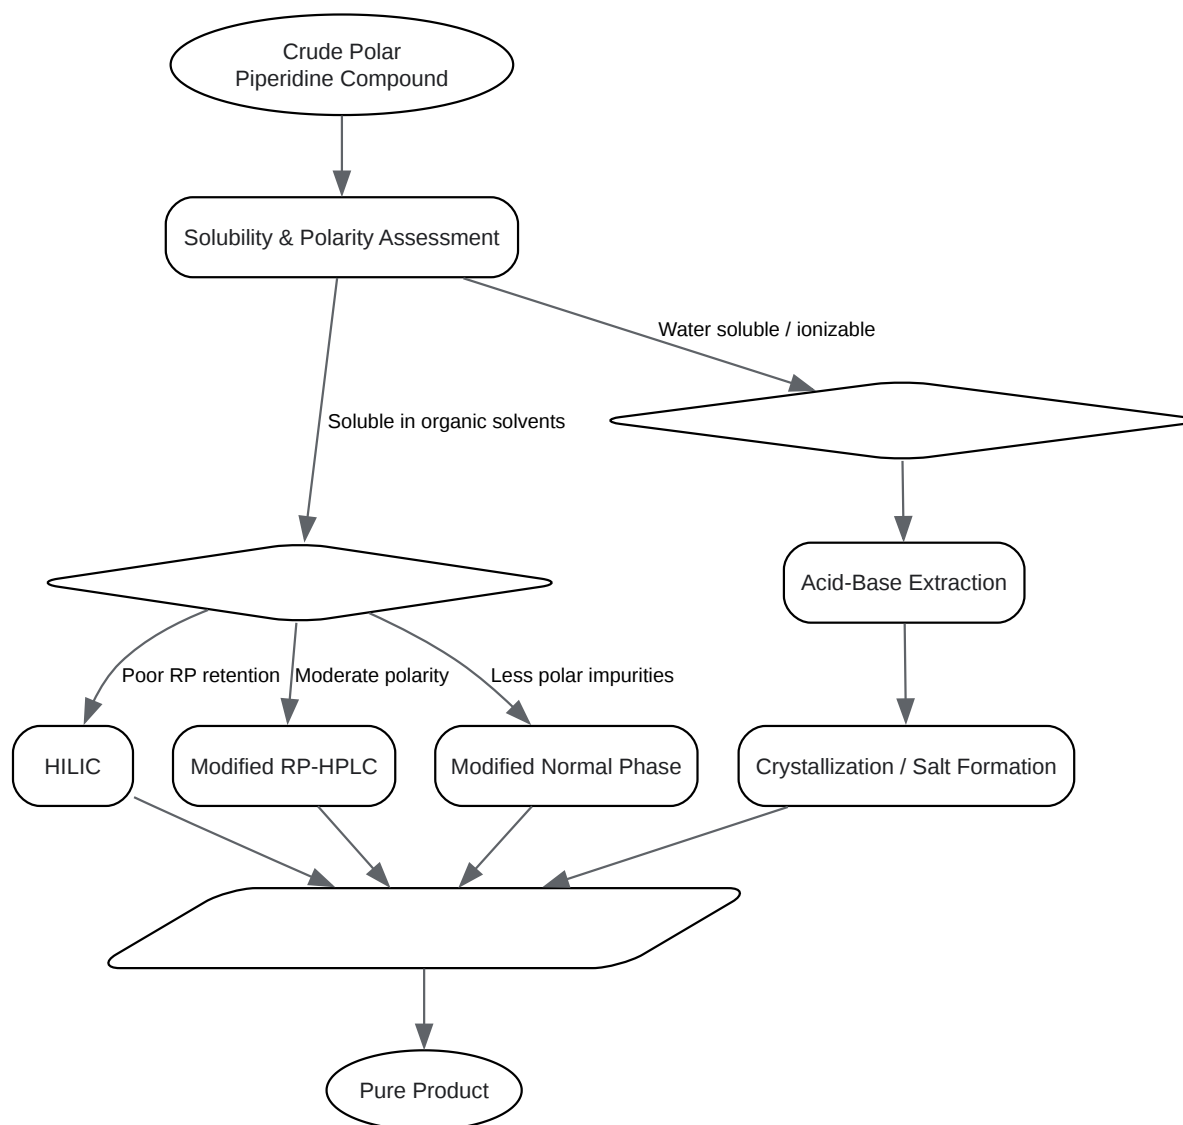 Crude Polar
Piperidine Compound
Solubility & Polarity Assessment
Water soluble / ionizable
Soluble in organic solvents
Acid-Base Extraction
Poor RP retention
Moderate polarity
Less polar impurities
HILIC
Modified RP-HPLC
Modified Normal Phase
Crystallization / Salt Formation
Pure Product